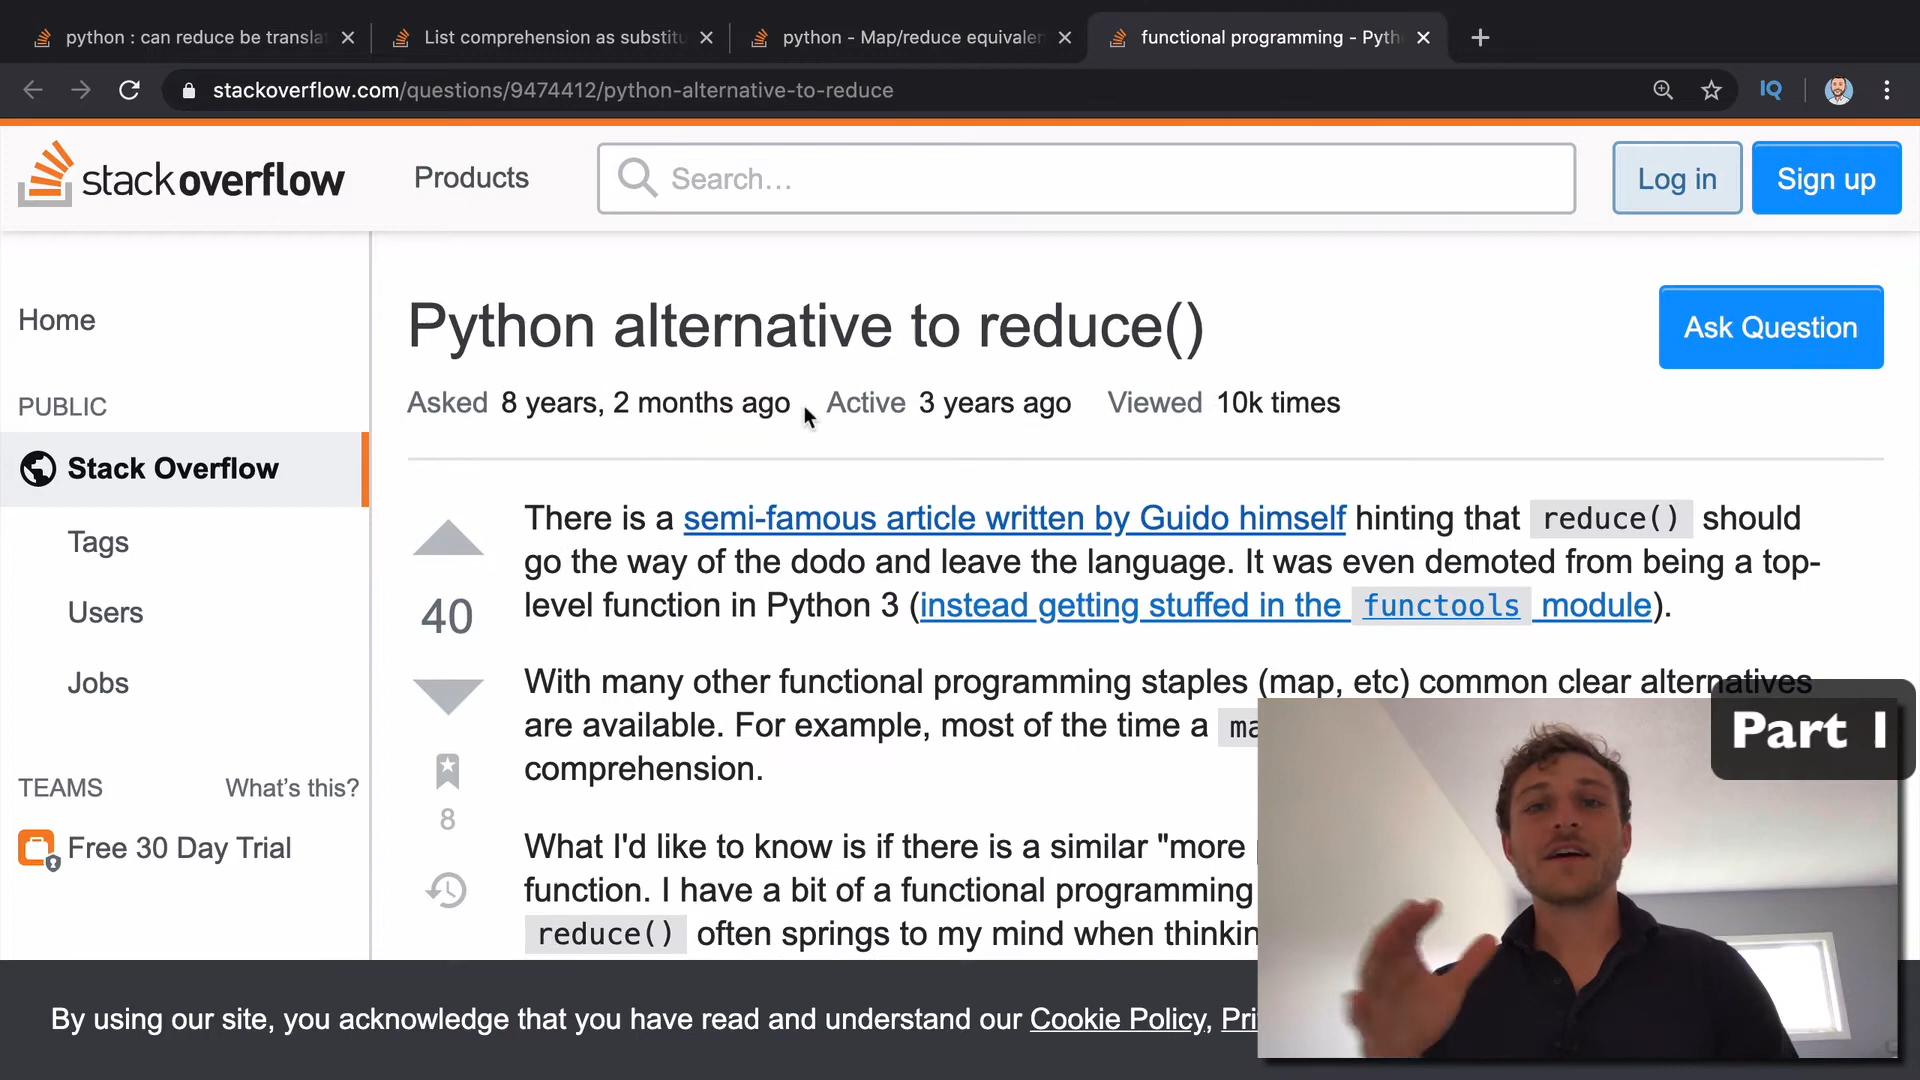 python : can reduce be transla
List comprehension as substitu
python - Map/reduce equivalen
functional programming - Pyth
stackoverflow.com/questions/9474412/python-alternative-to-reduce
IQ
stackoverflow
Products
Search...
Log in
Sign up
Home
PUBLIC
Stack Overflow
Tags
Users
Jobs
TEAMS
What's this?
Free 30 Day Trial
Python alternative to reduce()
Ask Question
Asked 8 years, 2 months ago Active 3 years ago Viewed 10k times
40
8
There is a semi-famous article written by Guido himself hinting that reduce() should
go the way of the dodo and leave the language. It was even demoted from being a top-
level function in Python 3 (instead getting stuffed in the functools module).
With many other functional programming staples (map, etc) common clear alternatives
are available. For example, most of the time a ma
comprehension.
What I'd like to know is if there is a similar "more
function. I have a bit of a functional programming
reduce() often springs to my mind when thinkin
Part 1
By using our site, you acknowledge that you have read and understand our Cookie Policy, Pri